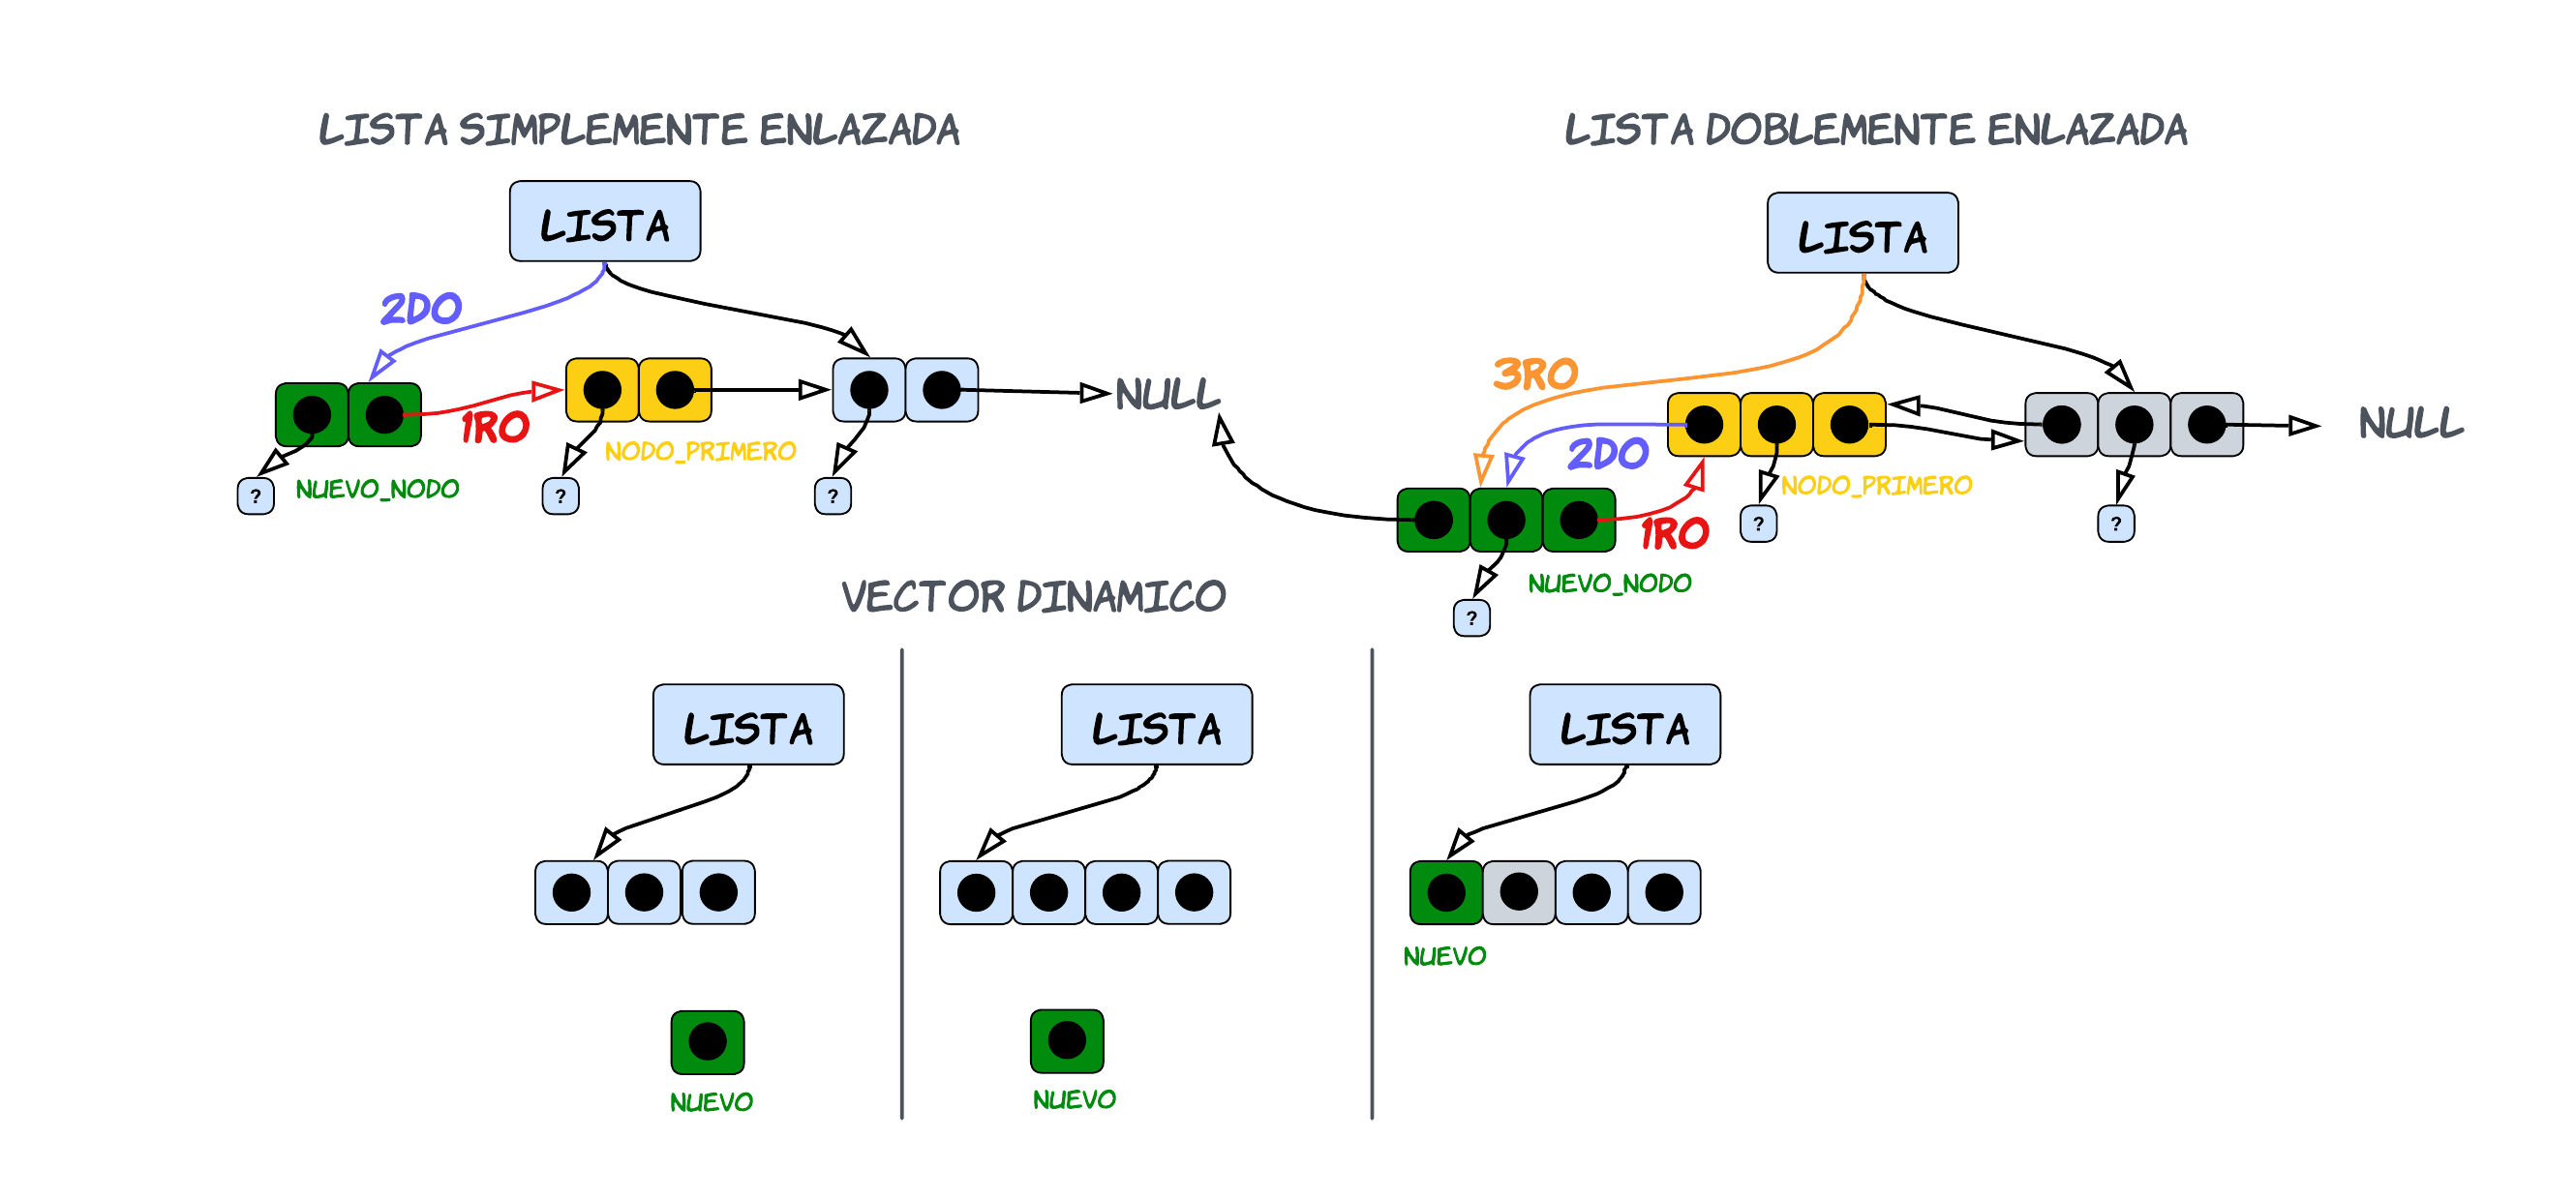 LISTA SIMPLEMENTE ENLAZADA
LISTA
2DO
1RO
NUEVO_NODO
NODO_PRIMERO
?
?
?
NULL
LISTA DOBLEMENTE ENLAZADA
LISTA
3RO
2DO
1RO
NODO_PRIMERO
NUEVO_NODO
?
?
?
NULL
VECTOR DINAMICO
LISTA
NUEVO
LISTA
NUEVO
LISTA
NUEVO